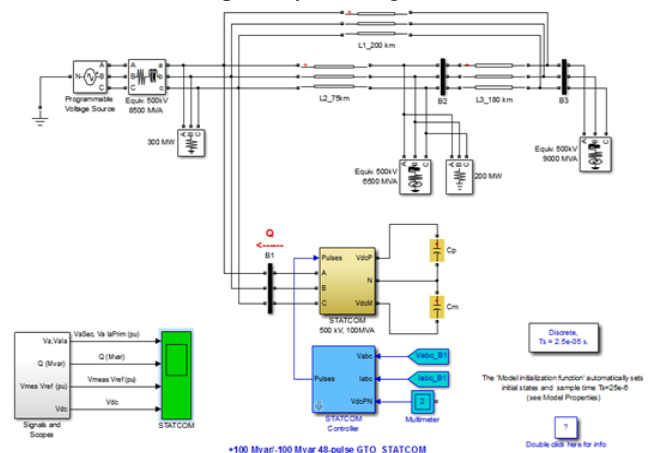 L1_200 km
N A B C
A B C a b c
Programmable
Voltage Source
Equiv. 500kV
8500 MVA
L2_75km
B2
L3_180 km
B3
A B C
300 MW
A B C
A B C
A B C
Equiv. 500kV
6500 MVA
200 MW
Equiv. 500kV
9000 MVA
Q
<------
B1
Pulses VdcP
A
N
B
C VdcM
STATCOM
500 kV, 100MVA
Cp
Cm
Va,VaIa
VaSec, Va IaPrim (pu)
Q (Mvar)
Q (Mvar)
Vmes Vref (pu)
Vmeas Vref (pu)
Vdc
Vdc
Signals and
Scopes
STATCOM
Vabc
Vabc_B1
Pulses
Iabc
Iabc_B1
VdcPN
2
STATCOM
Controller
Multimeter
Discrete,
Ts = 2.5e-05 s.
The 'Model initialization function' automatically sets
initial states and sample time Ts=25e-6
(see Model Properties)
?
Double click here for info
+100 Mvar/-100 Mvar 48-pulse GTO STATCOM